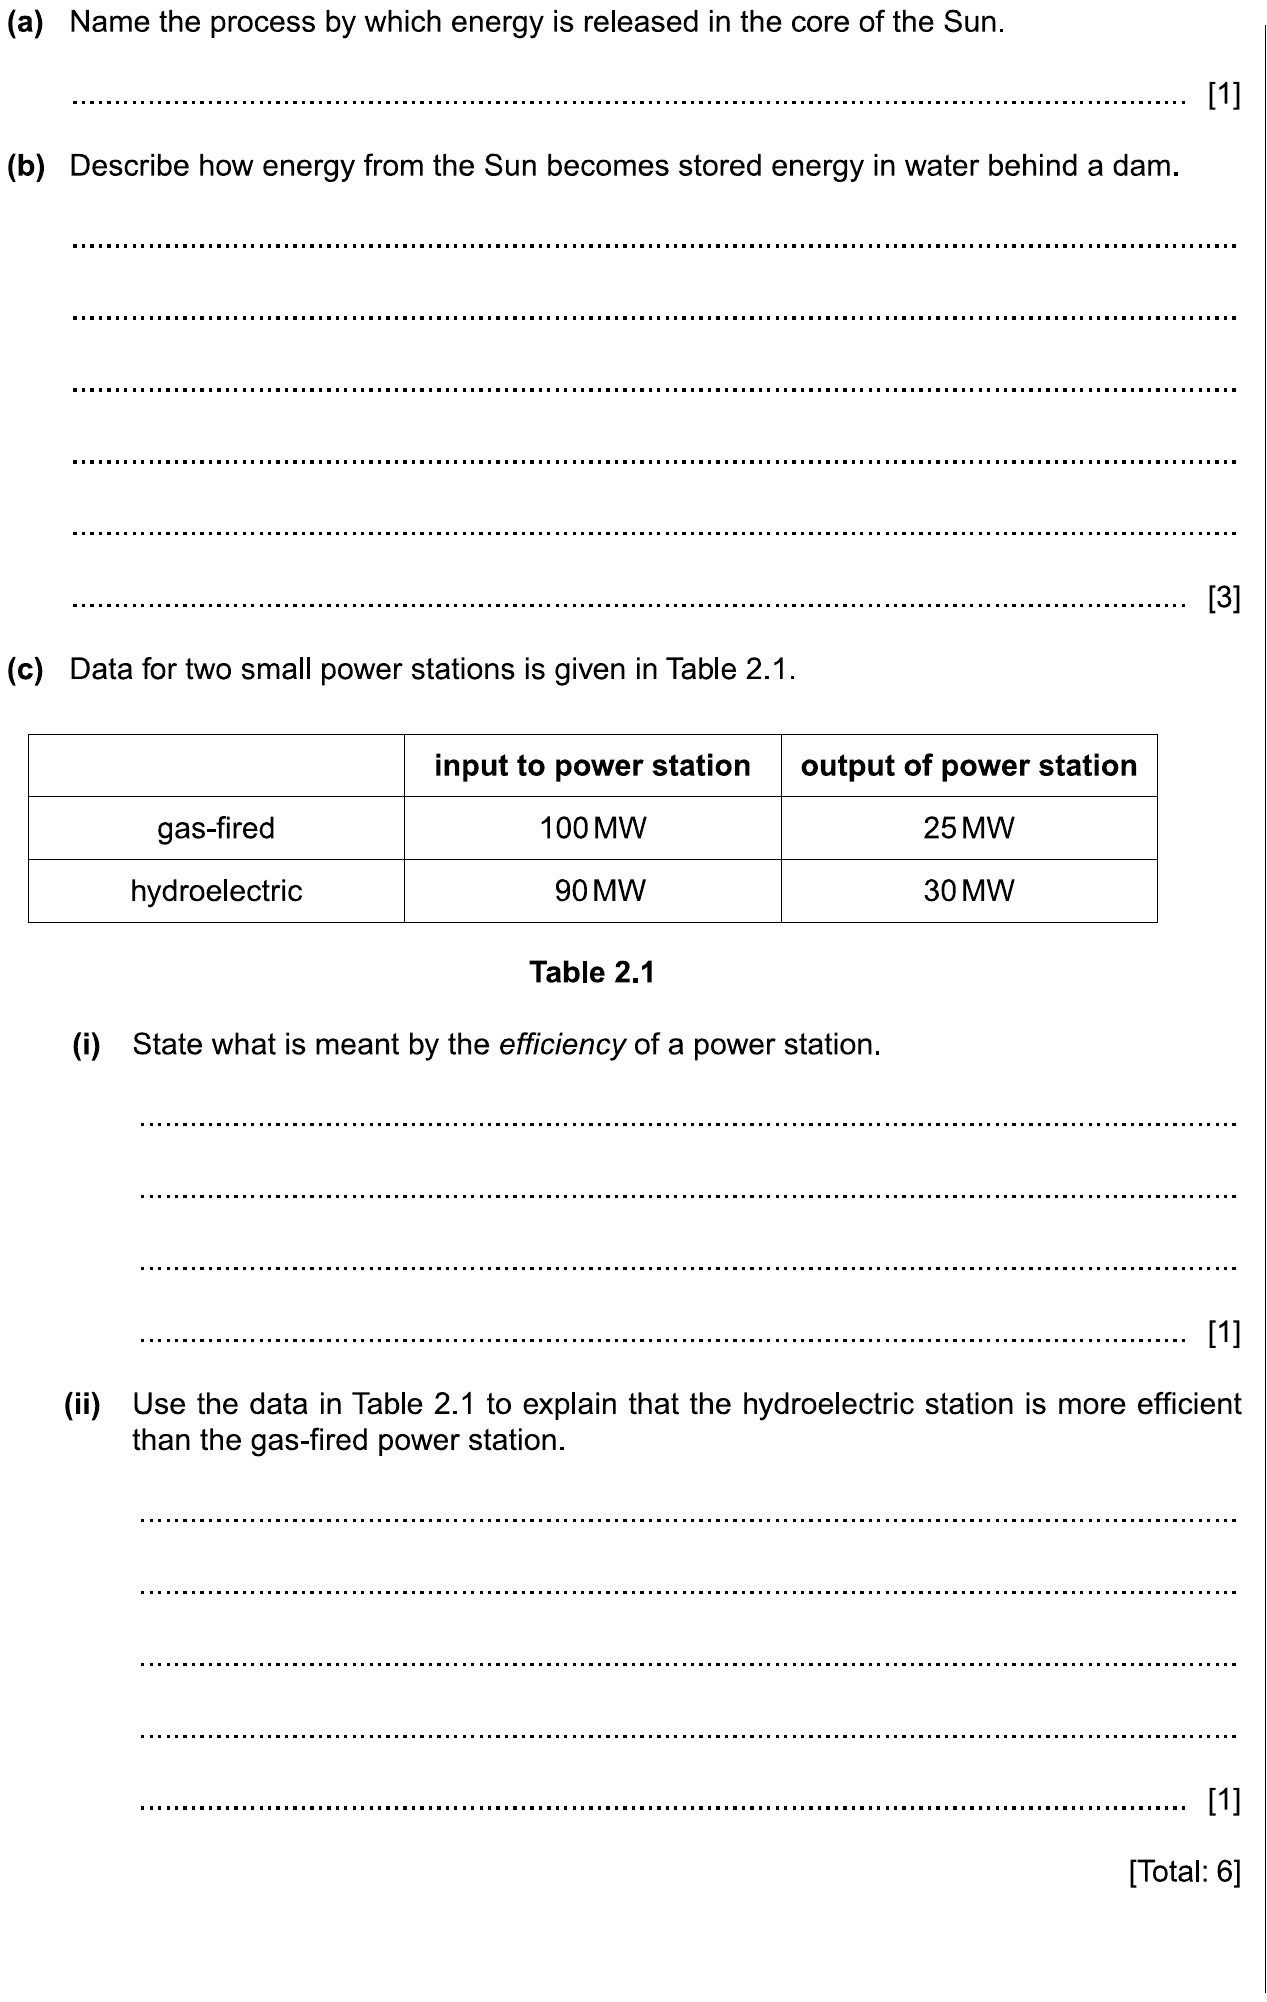 (a) Name the process by which energy is released in the core of the Sun.
[1]
(b) Describe how energy from the Sun becomes stored energy in water behind a dam.
[3]
(c) Data for two small power stations is given in Table 2.1.
input to power station output of power station
gas-fired 100 MW 25 MW
hydroelectric 90 MW 30 MW
Table 2.1
(i) State what is meant by the efficiency of a power station.
[1]
(ii) Use the data in Table 2.1 to explain that the hydroelectric station is more efficient
than the gas-fired power station.
[1]
[Total: 6]